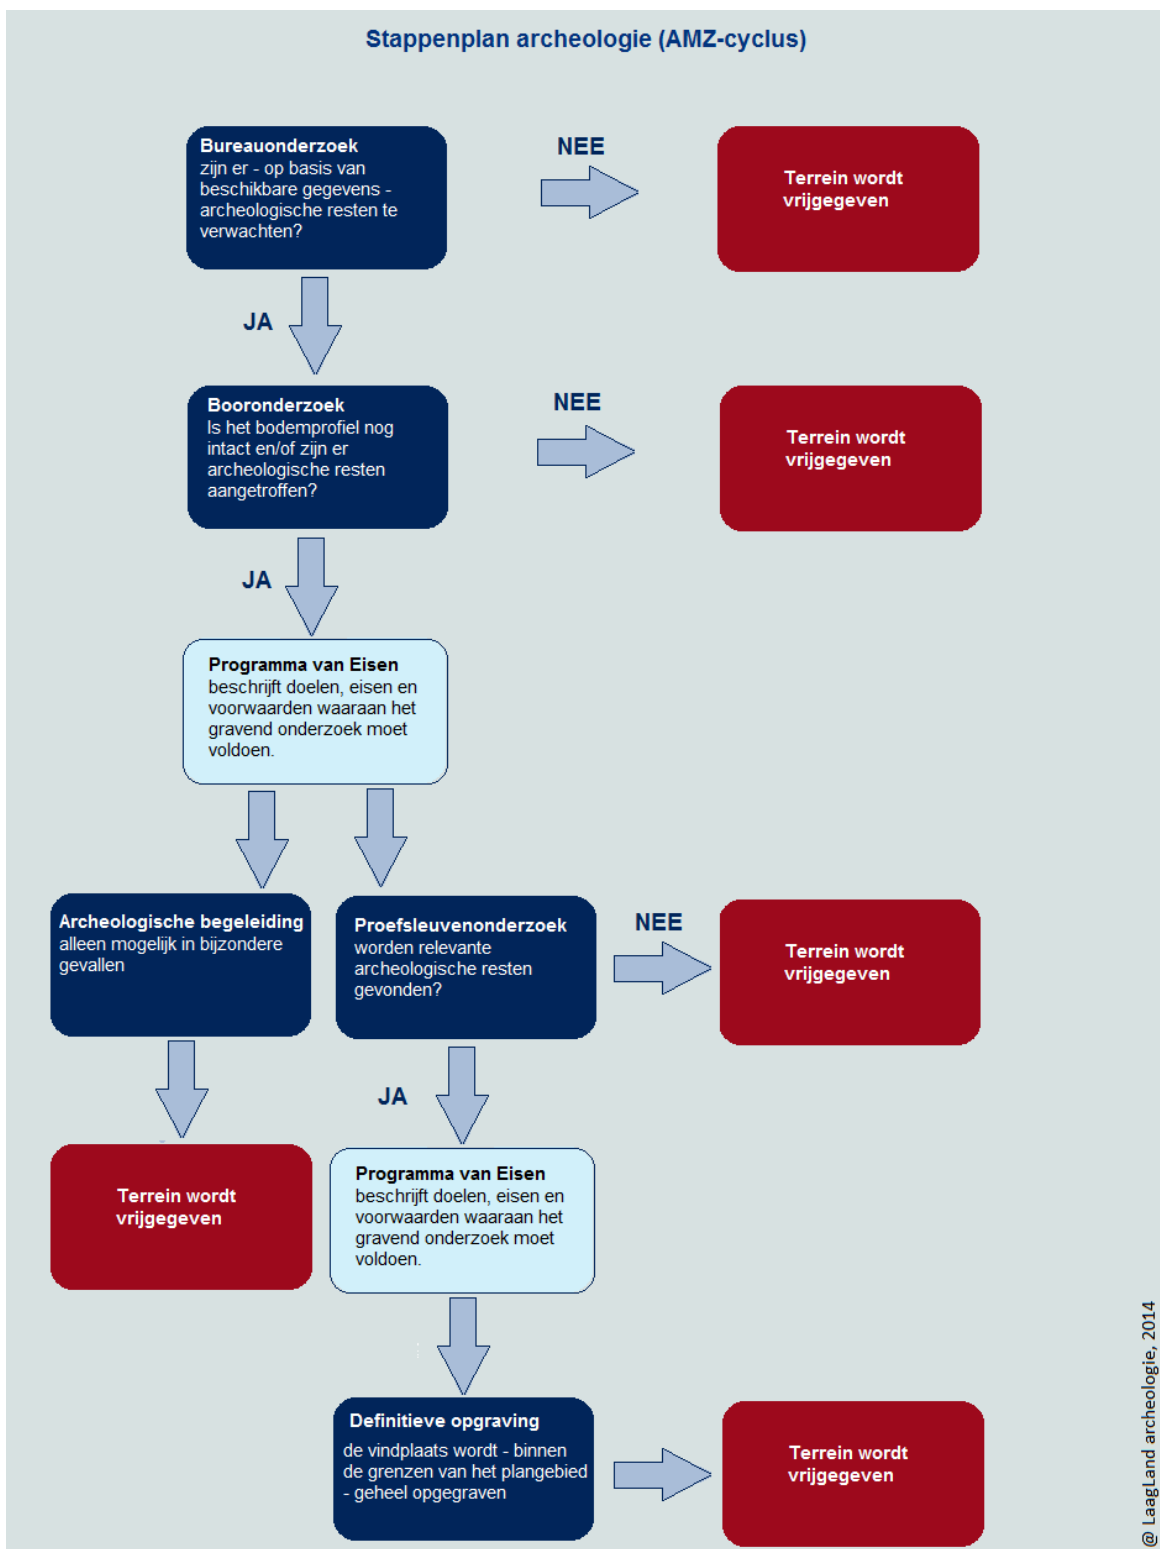 Stappenplan archeologie (AMZ-cyclus)
Bureauonderzoek
zijn er - op basis van
beschikbare gegevens -
archeologische resten te
verwachten?
NEE
Terrein wordt
vrijgegeven
JA
Booronderzoek
Is het bodemprofiel nog
intact en/of zijn er
archeologische resten
aangetroffen?
NEE
Terrein wordt
vrijgegeven
JA
Programma van Eisen
beschrijft doelen, eisen en
voorwaarden waaraan het
gravend onderzoek moet
voldoen.
Archeologische begeleiding
alleen mogelijk in bijzondere
gevallen
Proefsleuvenonderzoek
worden relevante
archeologische resten
gevonden?
NEE
Terrein wordt
vrijgegeven
JA
Terrein wordt
vrijgegeven
Programma van Eisen
beschrijft doelen, eisen en
voorwaarden waaraan het
gravend onderzoek moet
voldoen.
Definitieve opgraving
de vindplaats wordt - binnen
de grenzen van het plangebied
- geheel opgegraven
Terrein wordt
vrijgegeven
@ LaagLand archeologie, 2014